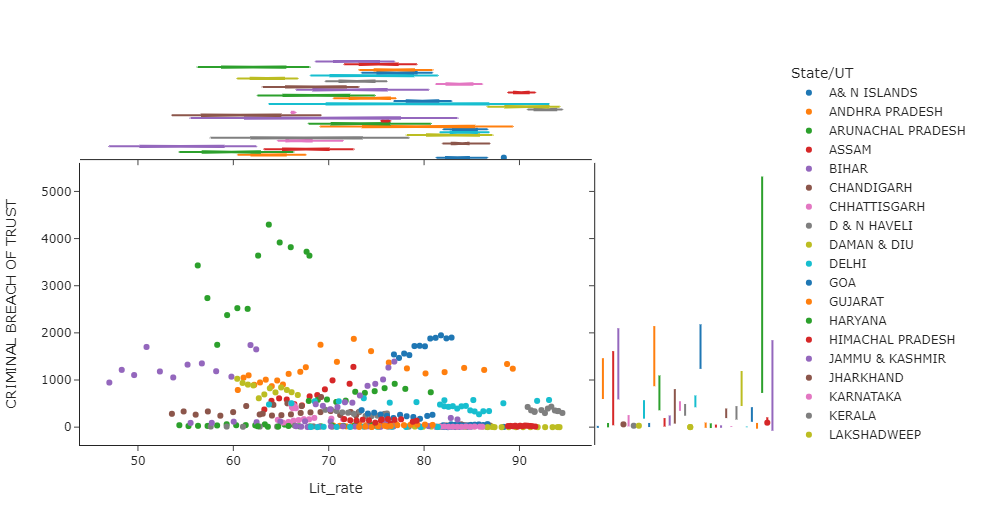 State/UT
A& N ISLANDS
ANDHRA PRADESH
ARUNACHAL PRADESH
ASSAM
BIHAR
CHANDIGARH
CHHATTISGARH
D & N HAVELI
DAMAN & DIU
DELHI
GOA
GUJARAT
HARYANA
HIMACHAL PRADESH
JAMMU & KASHMIR
JHARKHAND
KARNATAKA
KERALA
LAKSHADWEEP
CRIMINAL BREACH OF TRUST
5000
4000
3000
2000
1000
0
50 60 70 80 90
Lit_rate